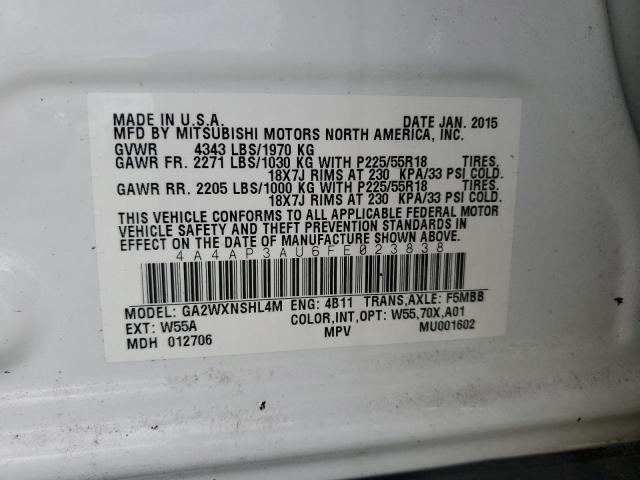 MADE IN U.S.A. DATE JAN. 2015
MFD BY MITSUBISHI MOTORS NORTH AMERICA, INC.
GVWR 4343 LBS/1970 KG
GAWR FR. 2271 LBS/1030 KG WITH P225/55R18 TIRES.
18X7J RIMS AT 230 KPA/33 PSI COLD.
GAWR RR. 2205 LBS/1000 KG WITH P225/55R18 TIRES.
18X7J RIMS AT 230 KPA/33 PSI COLD.
THIS VEHICLE CONFORMS TO ALL APPLICABLE FEDERAL MOTOR
VEHICLE SAFETY AND THEFT PREVENTION STANDARDS IN
EFFECT ON THE DATE OF MANUFACTURE SHOWN ABOVE.
4A4AP3AU6FE023838
MODEL: GA2WXNSHL4M ENG: 4B11 TRANS,AXLE: F5MBB
EXT: W55A COLOR,INT,OPT: W55,70X,A01
MDH 012706 MPV MU001602